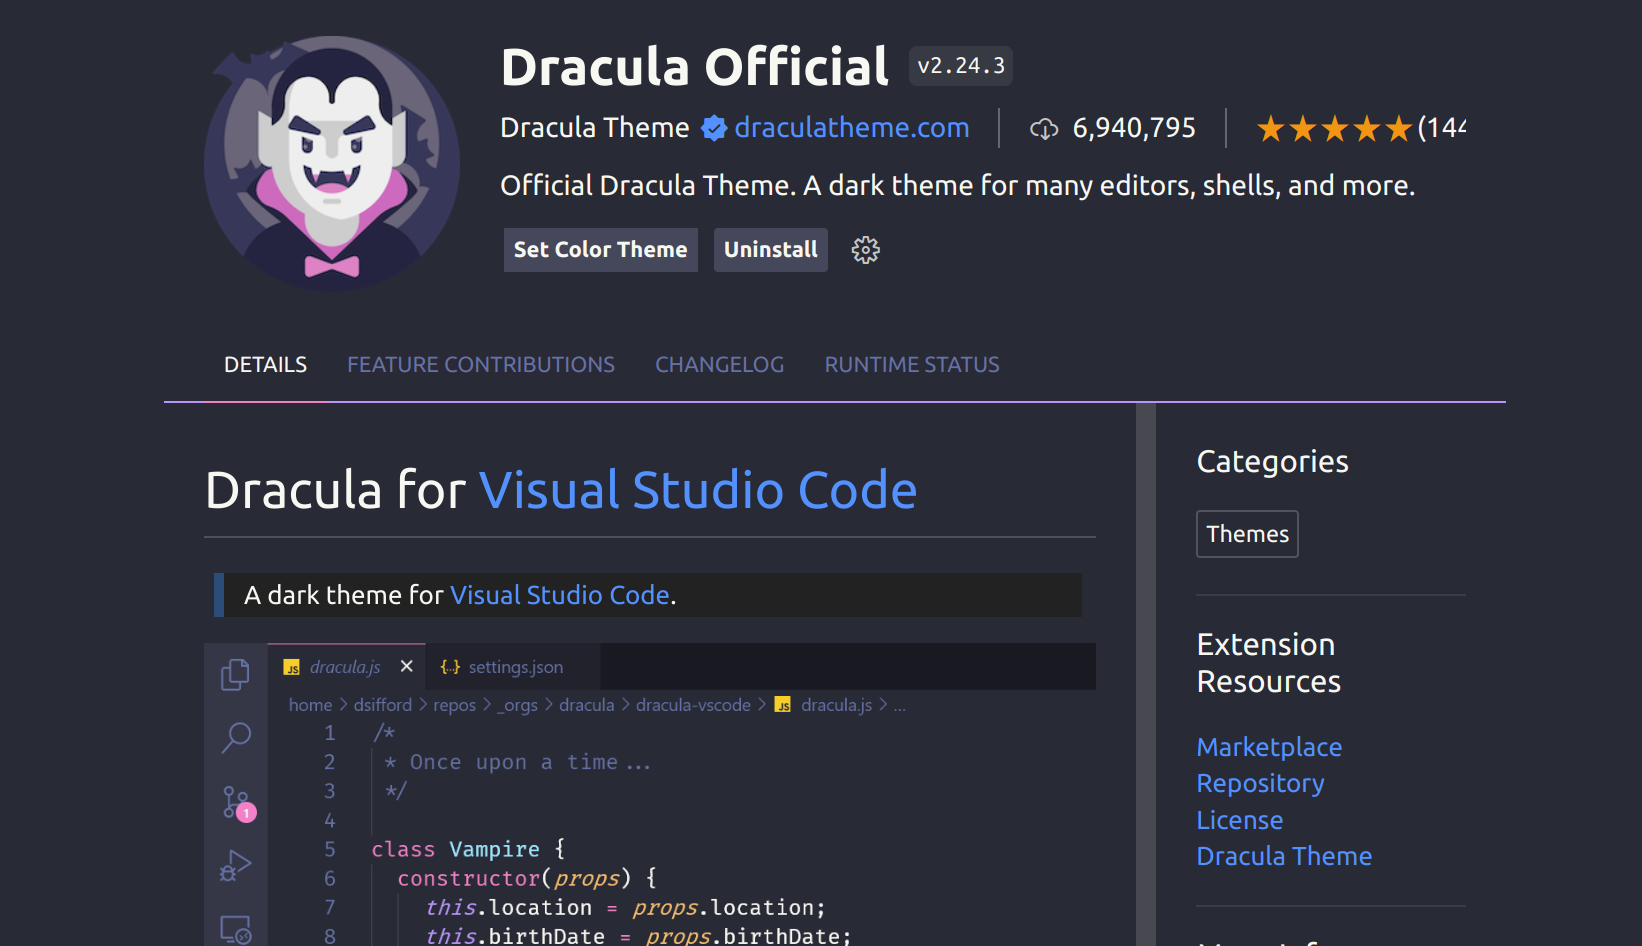 Dracula Official v2.24.3
Dracula Theme draculatheme.com 6,940,795 (144
Official Dracula Theme. A dark theme for many editors, shells, and more.
Set Color Theme Uninstall
DETAILS FEATURE CONTRIBUTIONS CHANGELOG RUNTIME STATUS
Dracula for Visual Studio Code
A dark theme for Visual Studio Code.
JS dracula.js × {..} settings.json
home > dsifford > repos > _orgs > dracula > dracula-vscode > JS dracula.js > ...
1 /*
2 * Once upon a time...
3 */
4
5 class Vampire {
6 constructor(props) {
7 this.location = props.location;
8 this.birthDate = props.birthDate;
1
Categories
Themes
Extension
Resources
Marketplace
Repository
License
Dracula Theme